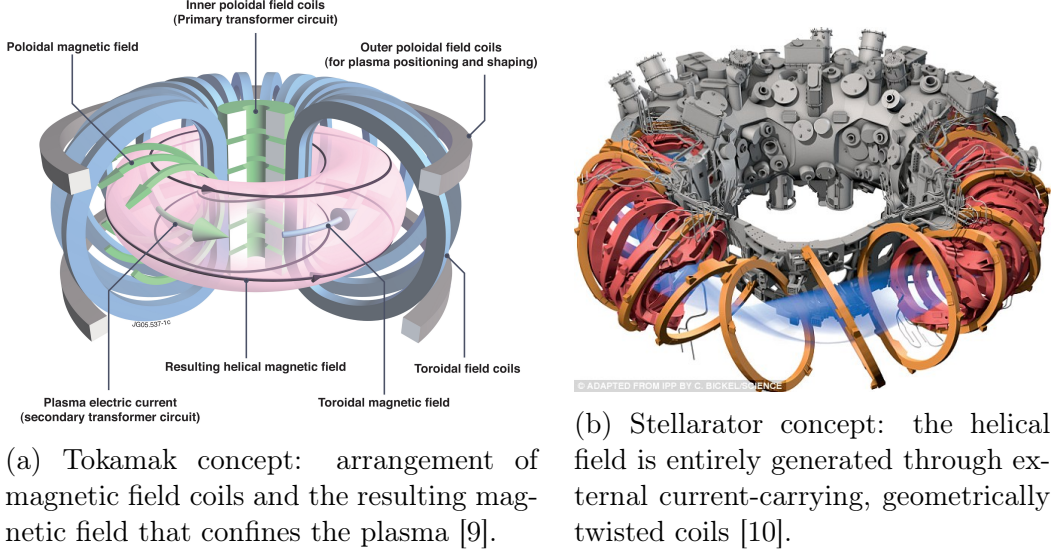 Inner poloidal field coils
(Primary transformer circuit)
Poloidal magnetic field
Outer poloidal field coils
(for plasma positioning and shaping)
JG05.537-1c
Resulting helical magnetic field
Toroidal field coils
Plasma electric current
(secondary transformer circuit)
Toroidal magnetic field
(a) Tokamak concept: arrangement of
magnetic field coils and the resulting mag-
netic field that confines the plasma [9].
© ADAPTED FROM IPP BY C. BICKEL/SCIENCE
(b) Stellarator concept: the helical
field is entirely generated through ex-
ternal current-carrying, geometrically
twisted coils [10].